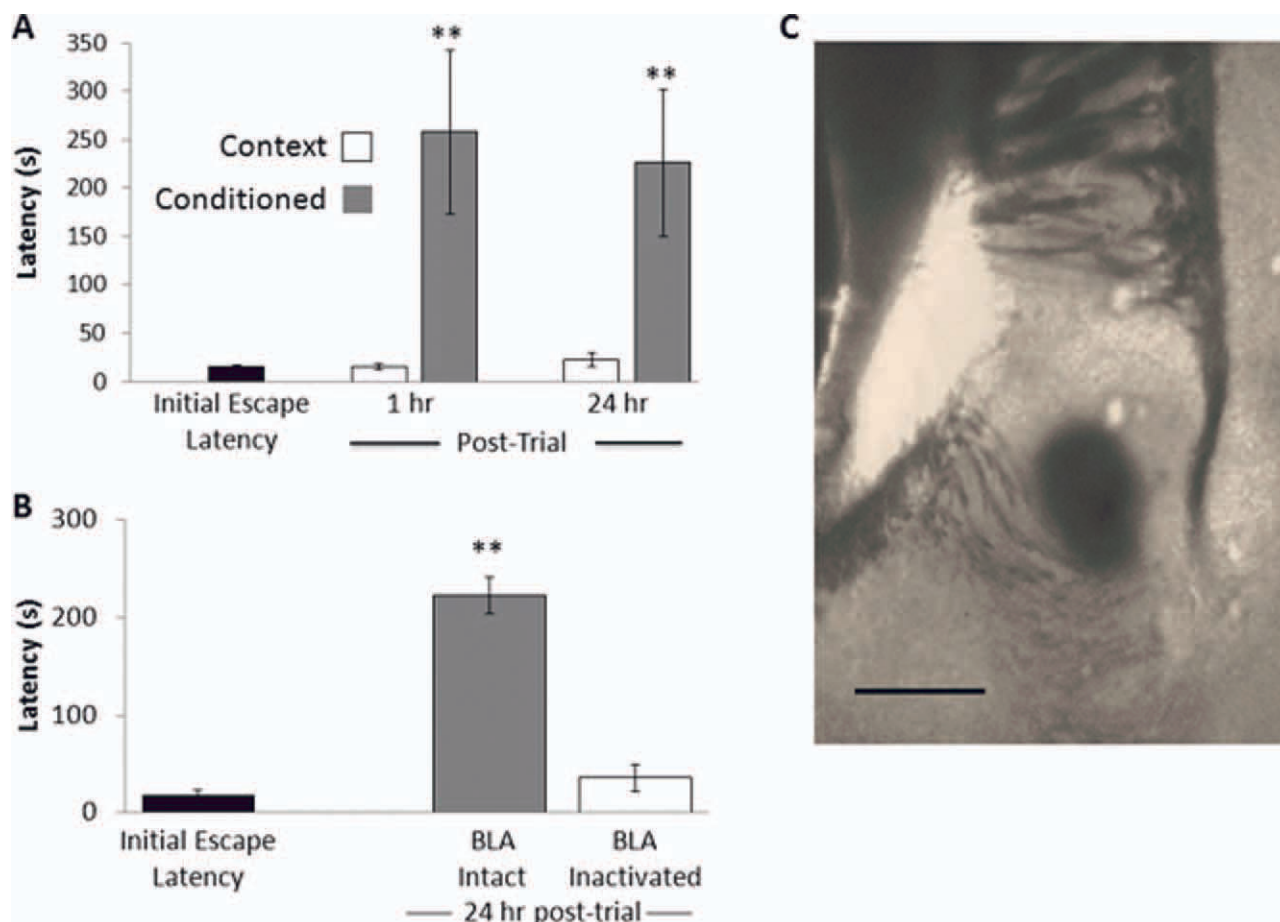 A
350
300
250
200
150
100
50
0
Latency (s)
**
**
Context
Conditioned
Initial Escape
Latency
1 hr
24 hr
Post-Trial
B
300
200
100
0
Latency (s)
**
Initial Escape
Latency
BLA
Intact
BLA
Inactivated
24 hr post-trial
C